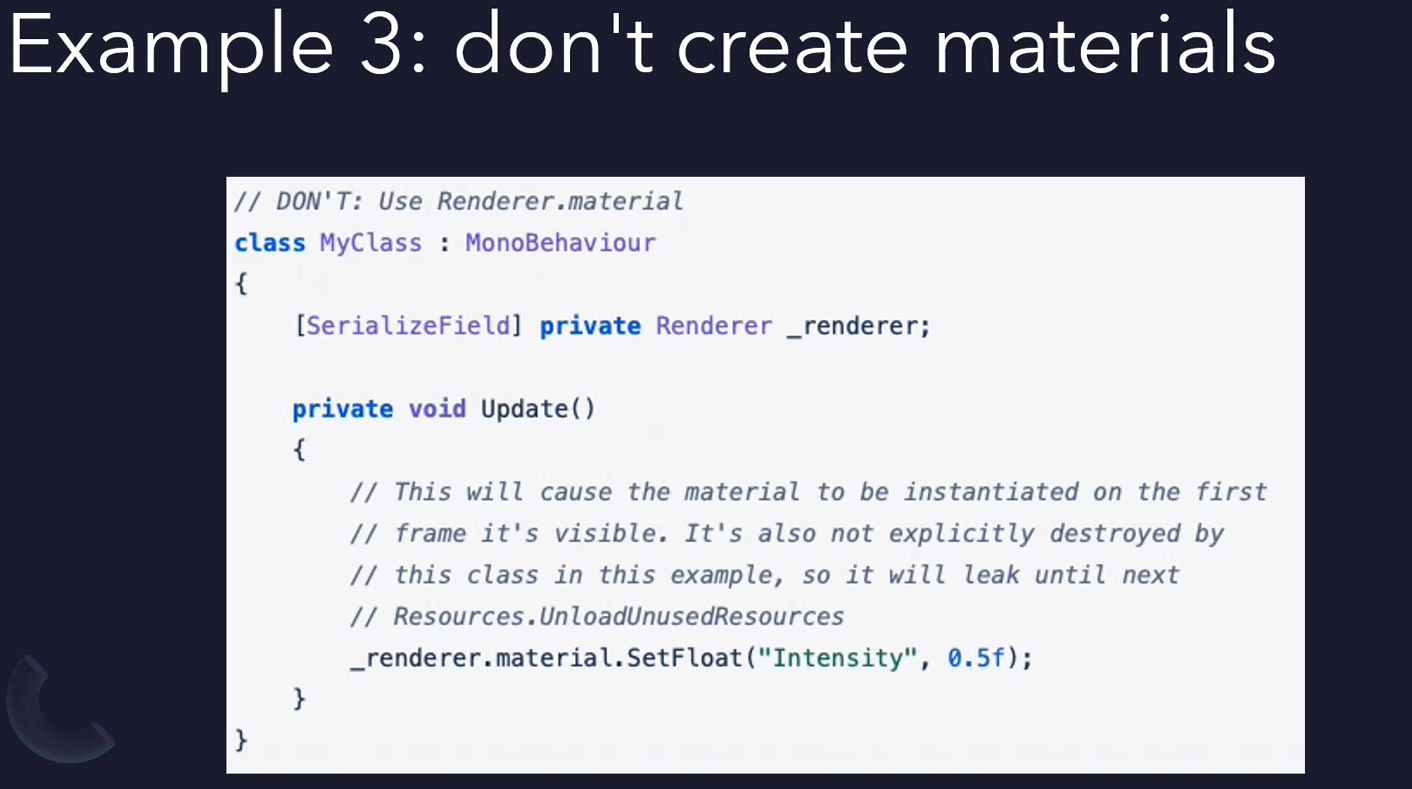 Example 3: don't create materials
// DON'T: Use Renderer.material
class MyClass : MonoBehaviour
{
    [SerializeField] private Renderer _renderer;

    private void Update()
    {
        // This will cause the material to be instantiated on the first
        // frame it's visible. It's also not explicitly destroyed by
        // this class in this example, so it will leak until next
        // Resources.UnloadUnusedResources
        _renderer.material.SetFloat("Intensity", 0.5f);
    }
}